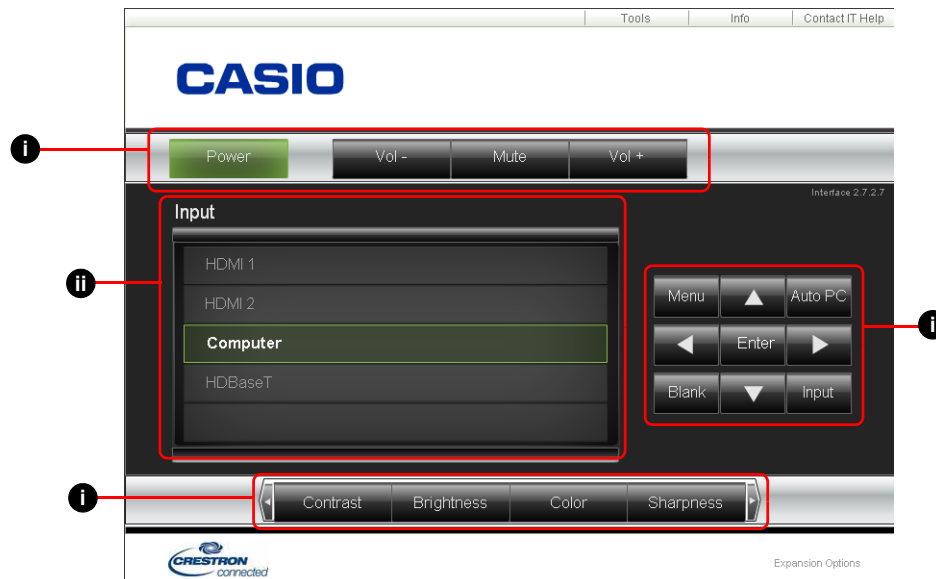 Tools Info Contact IT Help
CASIO
i
Power Vol - Mute Vol +
Interface 2.7.2.7
Input
HDMI 1
ii
HDMI 2
Menu Auto PC
i
Computer
Enter
HDBaseT
Blank Input
i
Contrast Brightness Color Sharpness
CRESTRON
connected
Expansion Options